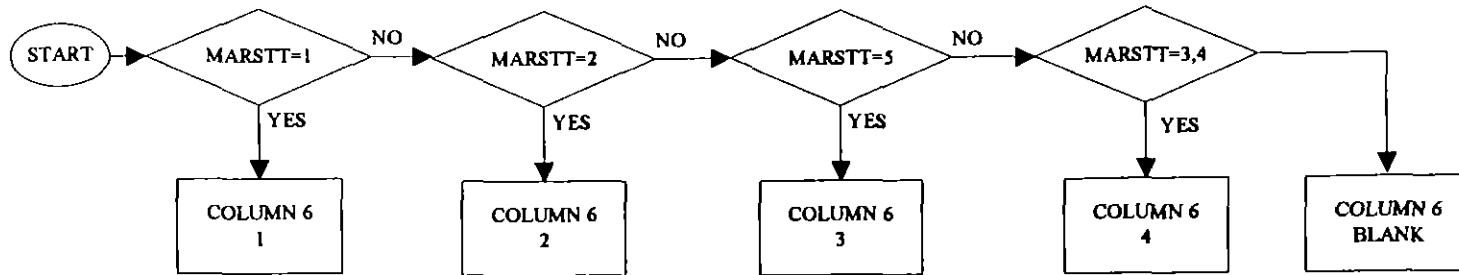 START
MARSTT=1
NO
MARSTT=2
NO
MARSTT=5
NO
MARSTT=3,4
YES
YES
YES
YES
COLUMN 6
1
COLUMN 6
2
COLUMN 6
3
COLUMN 6
4
COLUMN 6
BLANK